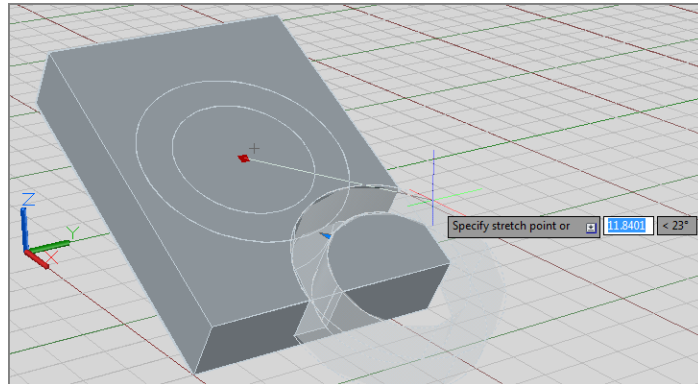 Z
Y
X
Specify stretch point or 11.8401 < 23°